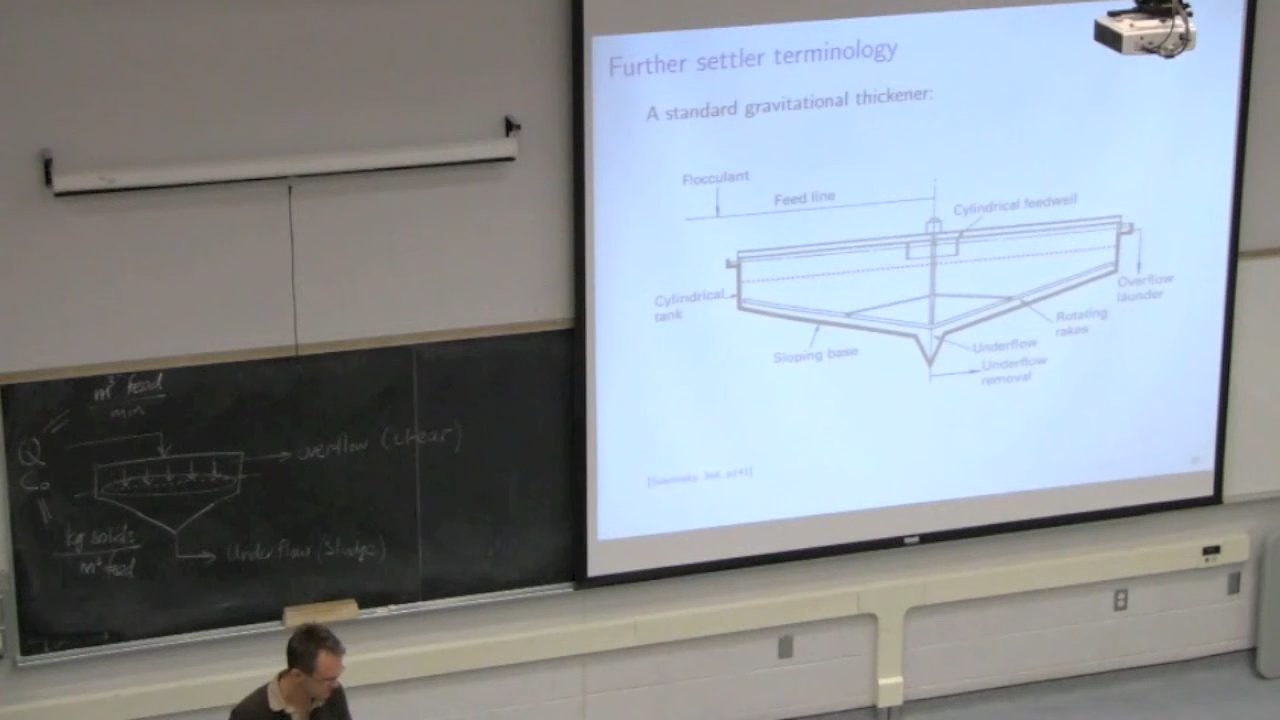 m³ feed
min
Q
C₀
overflow (clear)
kg solids
m³ feed
Underflow (Sludge)
Further settler terminology
A standard gravitational thickener:
Flocculant
Feed line
Cylindrical feedwell
Cylindrical
tank
Overflow
launder
Rotating
rakes
Sloping base
Underflow
Underflow
removal